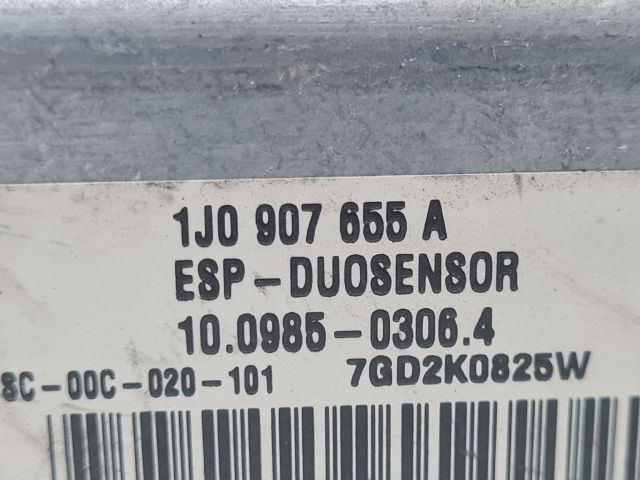 1J0 907 655 A
ESP-DUOSENSOR
10.0985-0306.4
SC-00C-020-101 7GD2K0825W